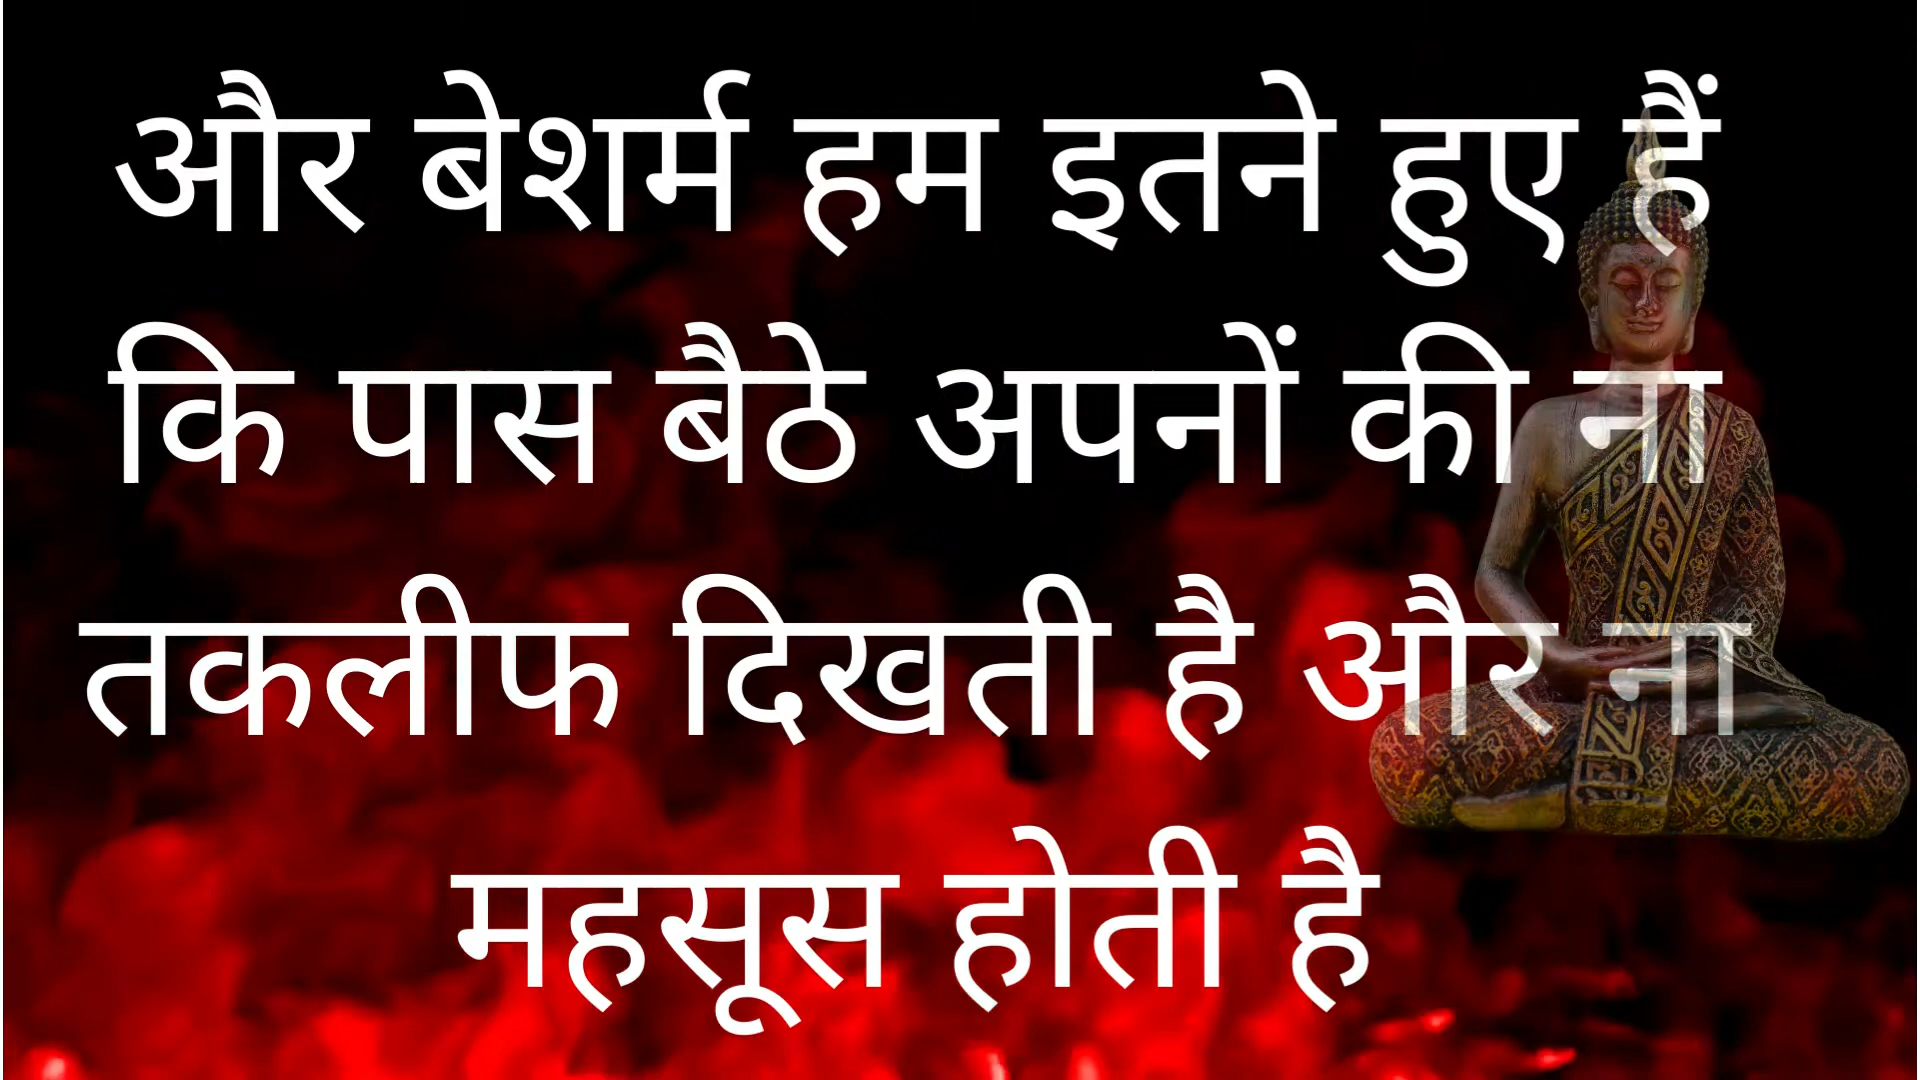 और बेशर्म हम इतने हुए हैं
कि पास बैठे अपनों की ना
तकलीफ दिखती है और ना
महसूस होती है